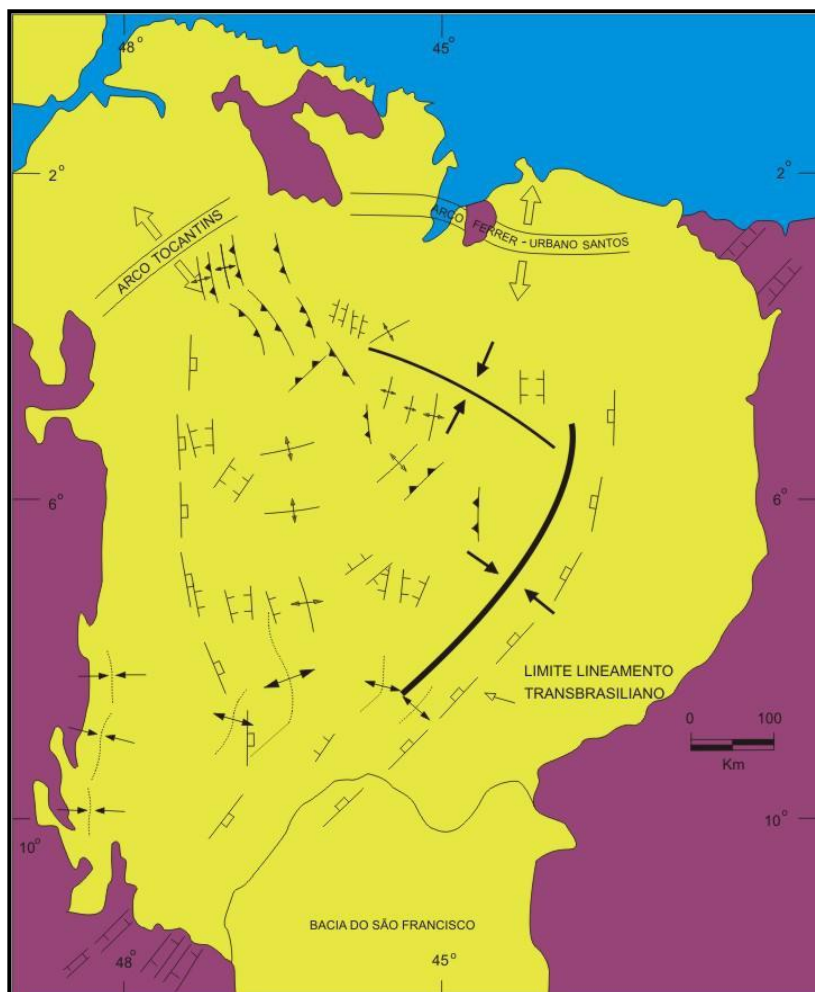 48°
45°
2°
2°
ARCO TOCANTINS
ARCO FERRER - URBANO SANTOS
6°
6°
LIMITE LINEAMENTO
TRANSBRASILIANO
0 100
Km
10°
10°
BACIA DO SÃO FRANCISCO
48°
45°